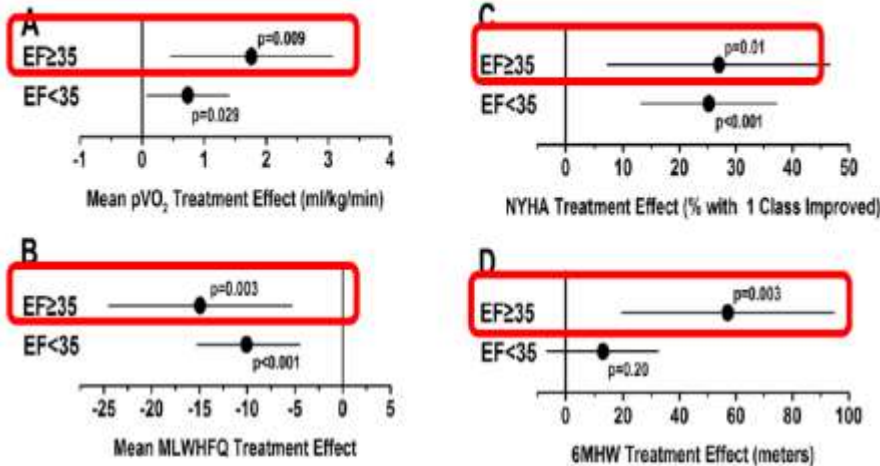 A
p=0.009
EF≥35
EF<35
p=0.029
-1 0 1 2 3 4
Mean pVO₂ Treatment Effect (ml/kg/min)
B
p=0.003
EF≥35
EF<35
p<0.001
-25 -20 -15 -10 -5 0 5
Mean MLWHFQ Treatment Effect
C
p=0.01
EF≥35
EF<35
p<0.001
0 10 20 30 40 50
NYHA Treatment Effect (% with 1 Class Improved)
D
p=0.003
EF≥35
EF<35
p=0.20
0 20 40 60 80 100
6MHW Treatment Effect (meters)